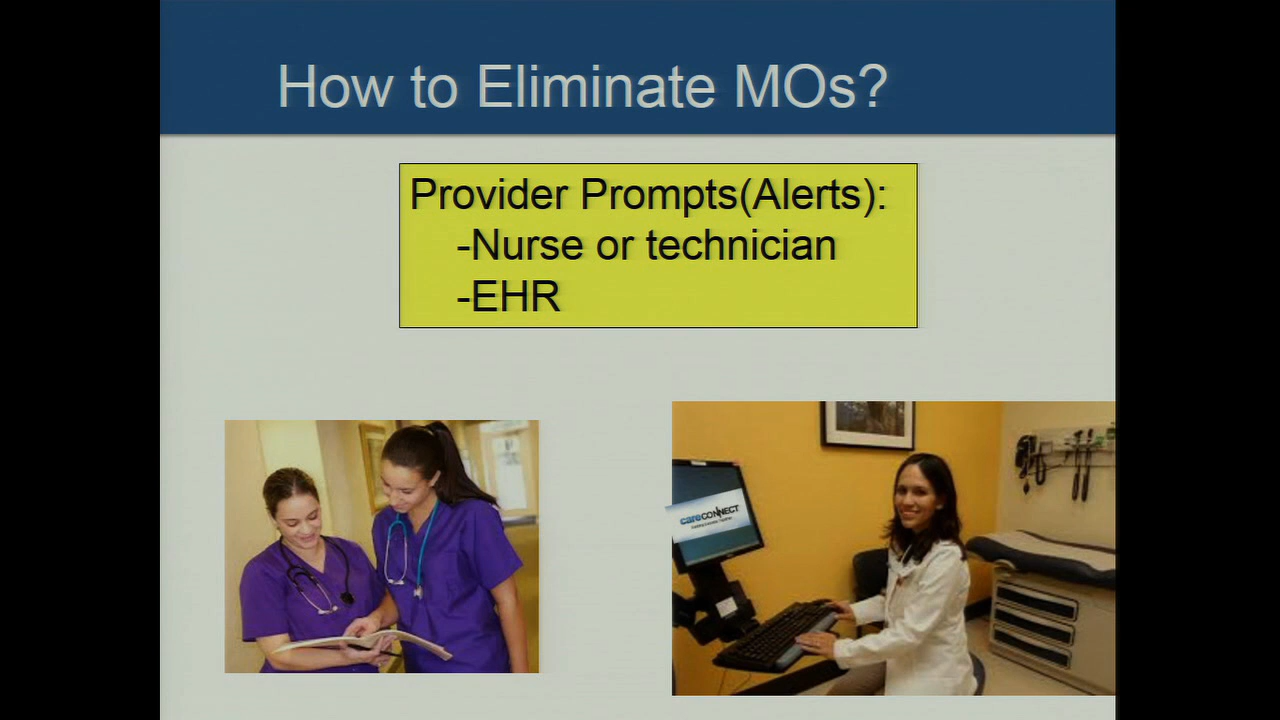 How to Eliminate MOs?
Provider Prompts(Alerts):
-Nurse or technician
-EHR
careCONNECT